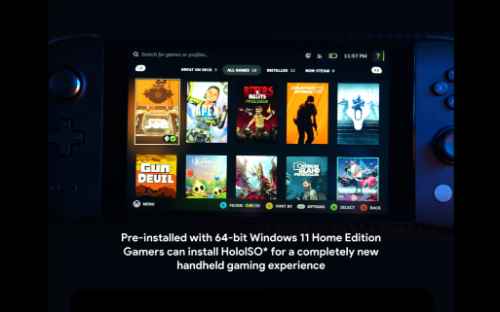 Search for games or profiles...
11:57 PM
GREAT ON DECK
ALL GAMES
INSTALLED
NON-STEAM
GUN
DEVIL
MENU
SORT BY
OPTIONS
SELECT
BACK
Pre-installed with 64-bit Windows 11 Home Edition
Gamers can install HoloISO* for a completely new
handheld gaming experience